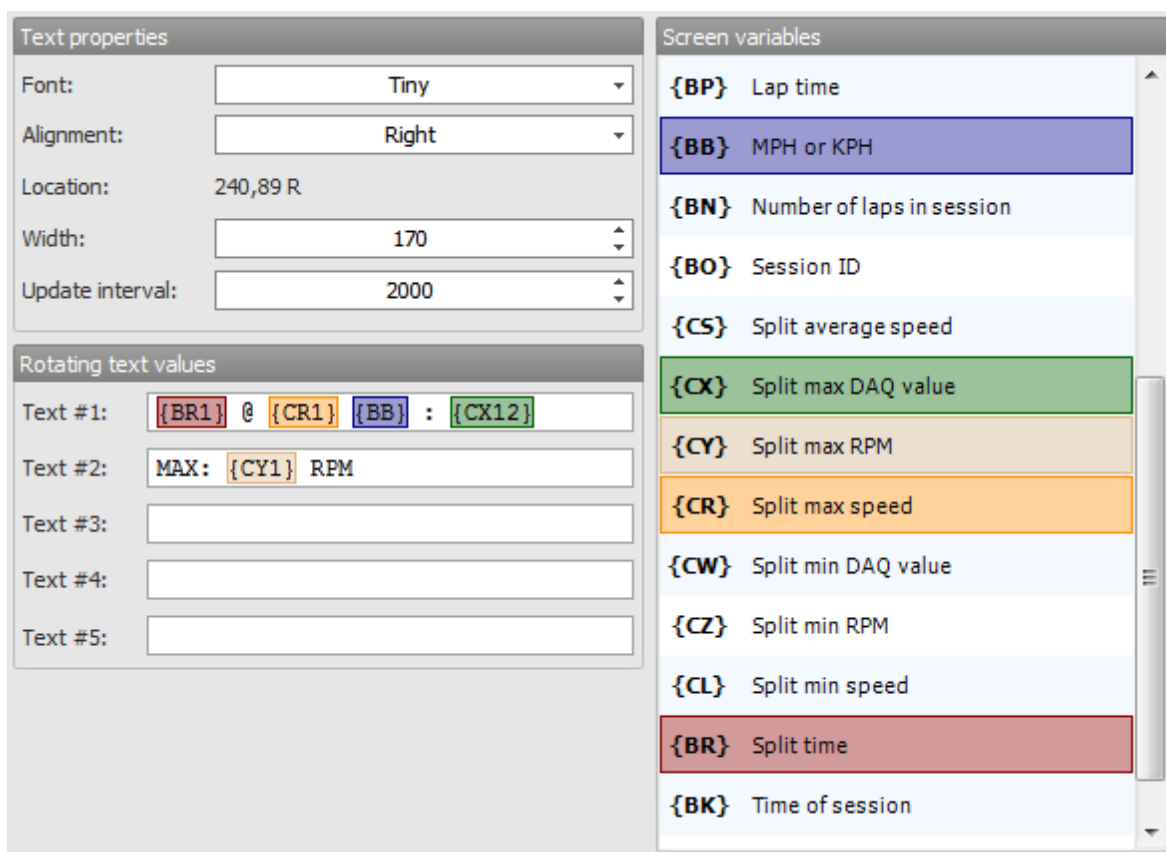 Text properties
Font: Tiny
Alignment: Right
Location: 240,89 R
Width: 170
Update interval: 2000
Rotating text values
Text #1: {BR1} @ {CR1} {BB} : {CX12}
Text #2: MAX: {CY1} RPM
Text #3:
Text #4:
Text #5:
Screen variables
{BP} Lap time
{BB} MPH or KPH
{BN} Number of laps in session
{BO} Session ID
{CS} Split average speed
{CX} Split max DAQ value
{CY} Split max RPM
{CR} Split max speed
{CW} Split min DAQ value
{CZ} Split min RPM
{CL} Split min speed
{BR} Split time
{BK} Time of session